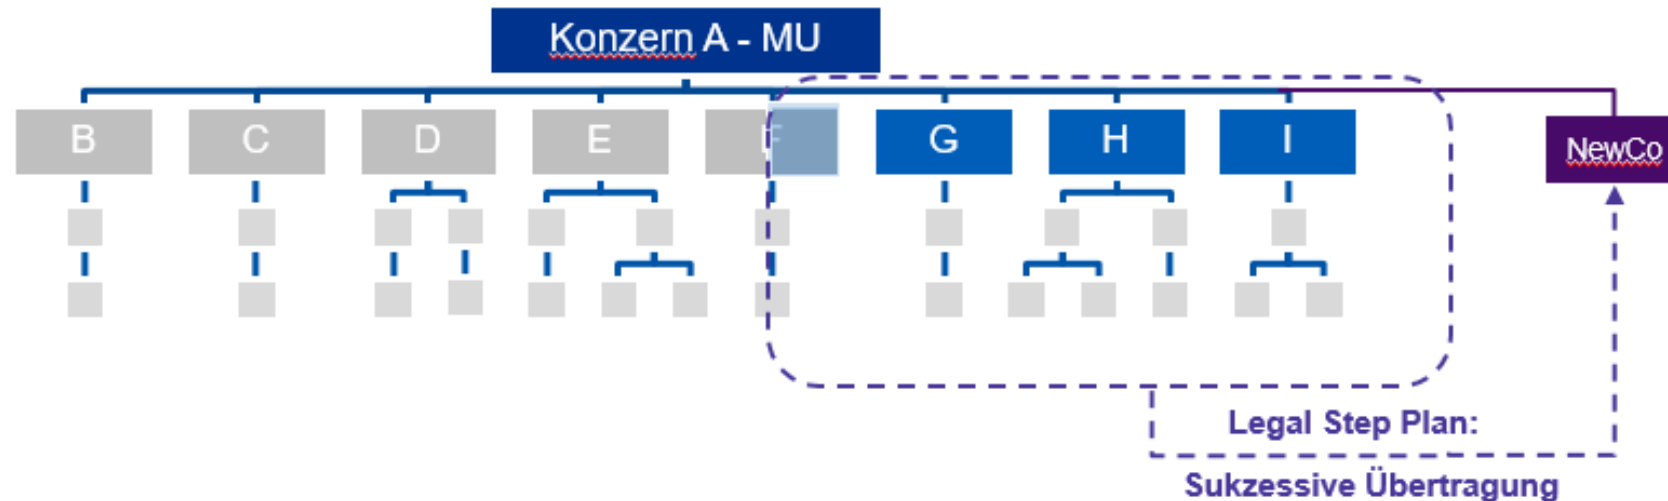 Konzern A - MU
B
C
D
E
F
G
H
I
NewCo
Legal Step Plan:
Sukzessive Übertragung